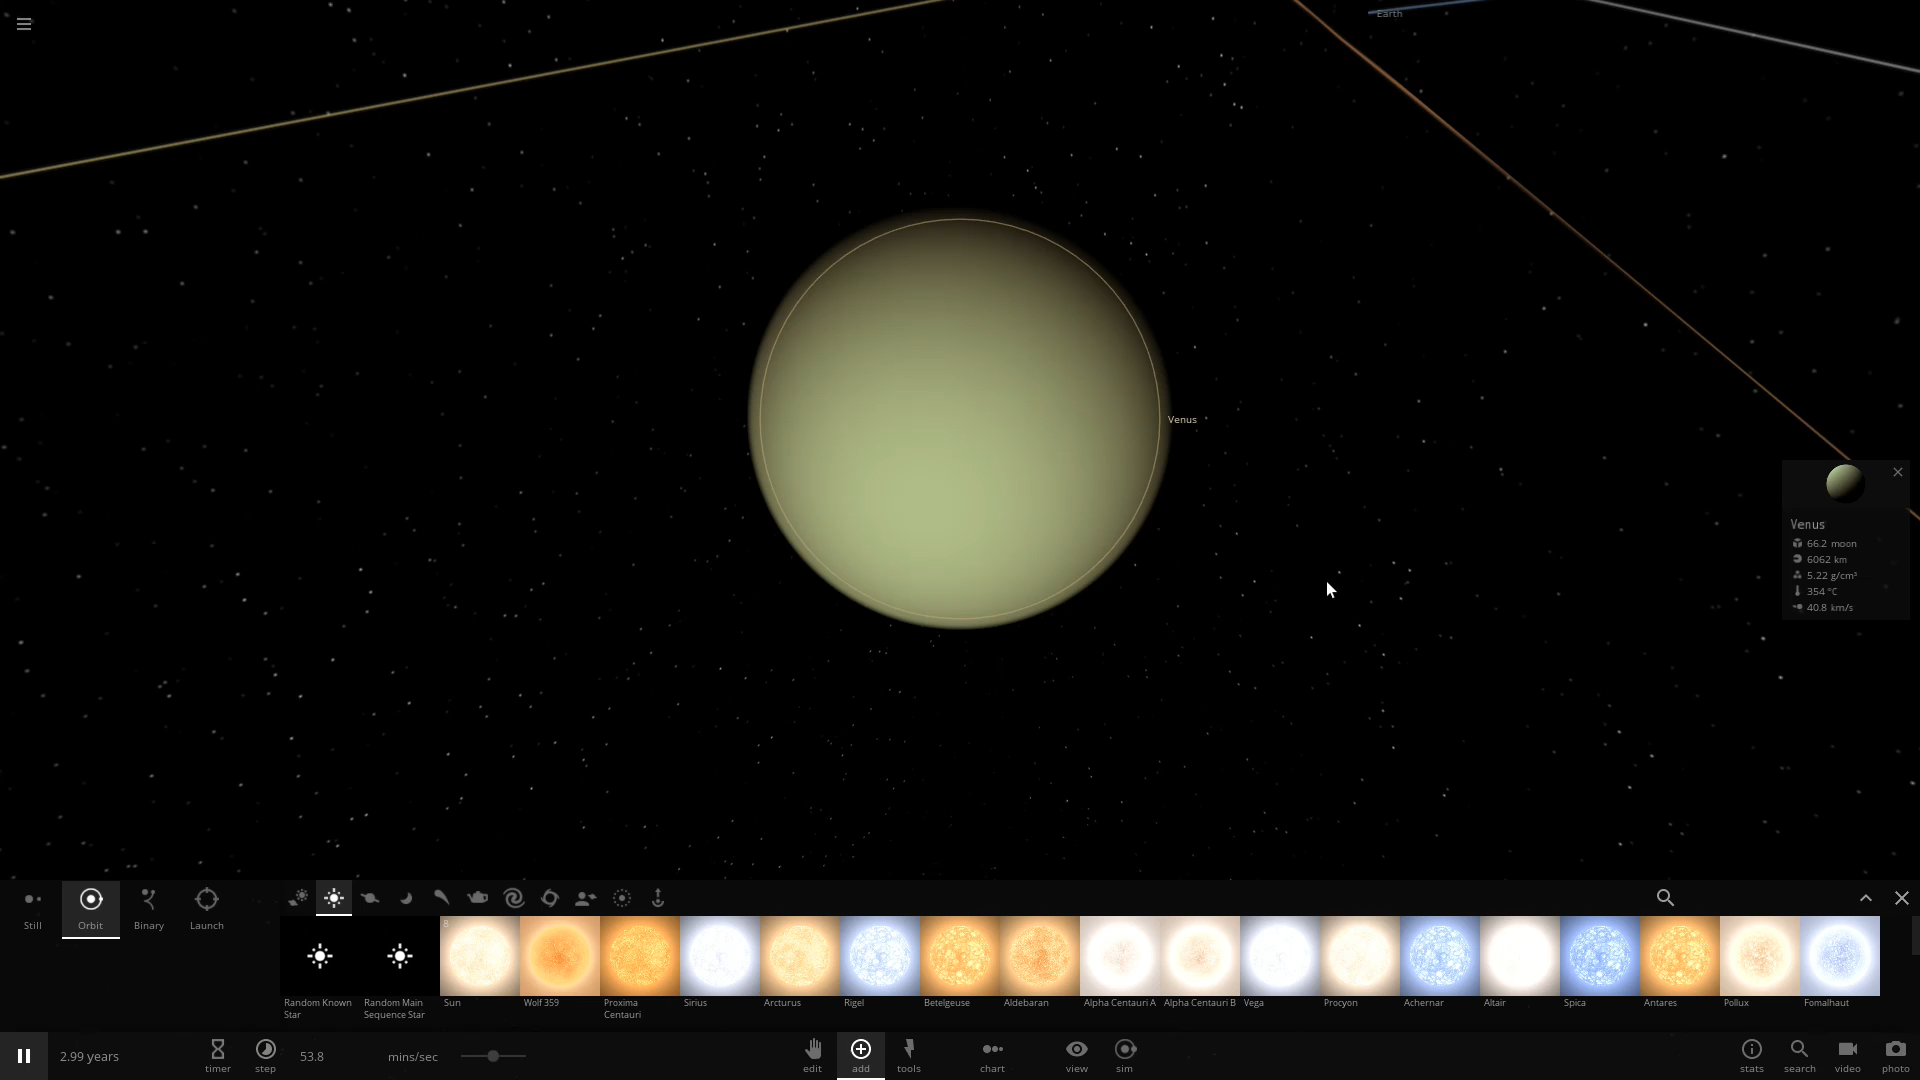 Earth
Venus
Venus
66.2 moon
6062 km
5.22 g/cm³
354 °C
40.8 km/s
Still
Orbit
Binary
Launch
8
Random Known Star
Random Main Sequence Star
Sun
Wolf 359
Proxima Centauri
Sirius
Arcturus
Rigel
Betelgeuse
Aldebaran
Alpha Centauri A
Alpha Centauri B
Vega
Procyon
Achernar
Altair
Spica
Antares
Pollux
Fomalhaut
2.99 years
timer
step
53.8
mins/sec
edit
add
tools
chart
view
sim
stats
search
video
photo